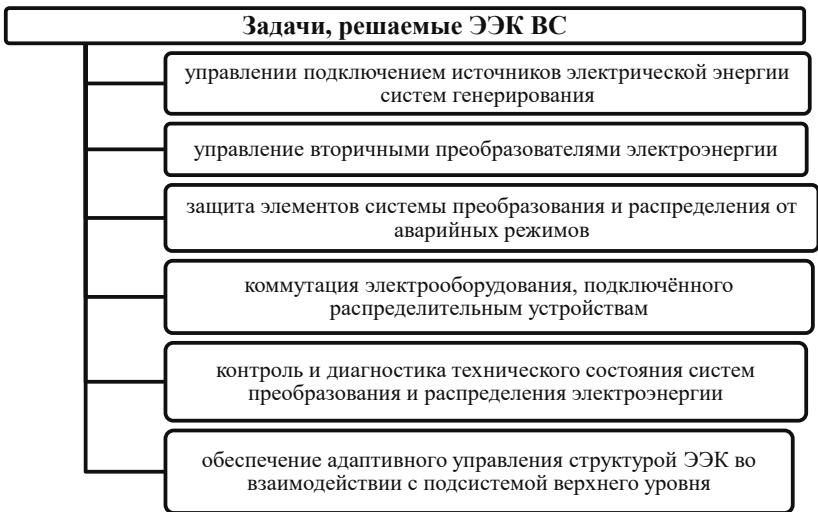 Задачи, решаемые ЭЭК ВС
управлении подключением источников электрической энергии
систем генерирования
управление вторичными преобразователями электроэнергии
защита элементов системы преобразования и распределения от
аварийных режимов
коммутация электрооборудования, подключённого
распределительным устройствам
контроль и диагностика технического состояния систем
преобразования и распределения электроэнергии
обеспечение адаптивного управления структурой ЭЭК во
взаимодействии с подсистемой верхнего уровня